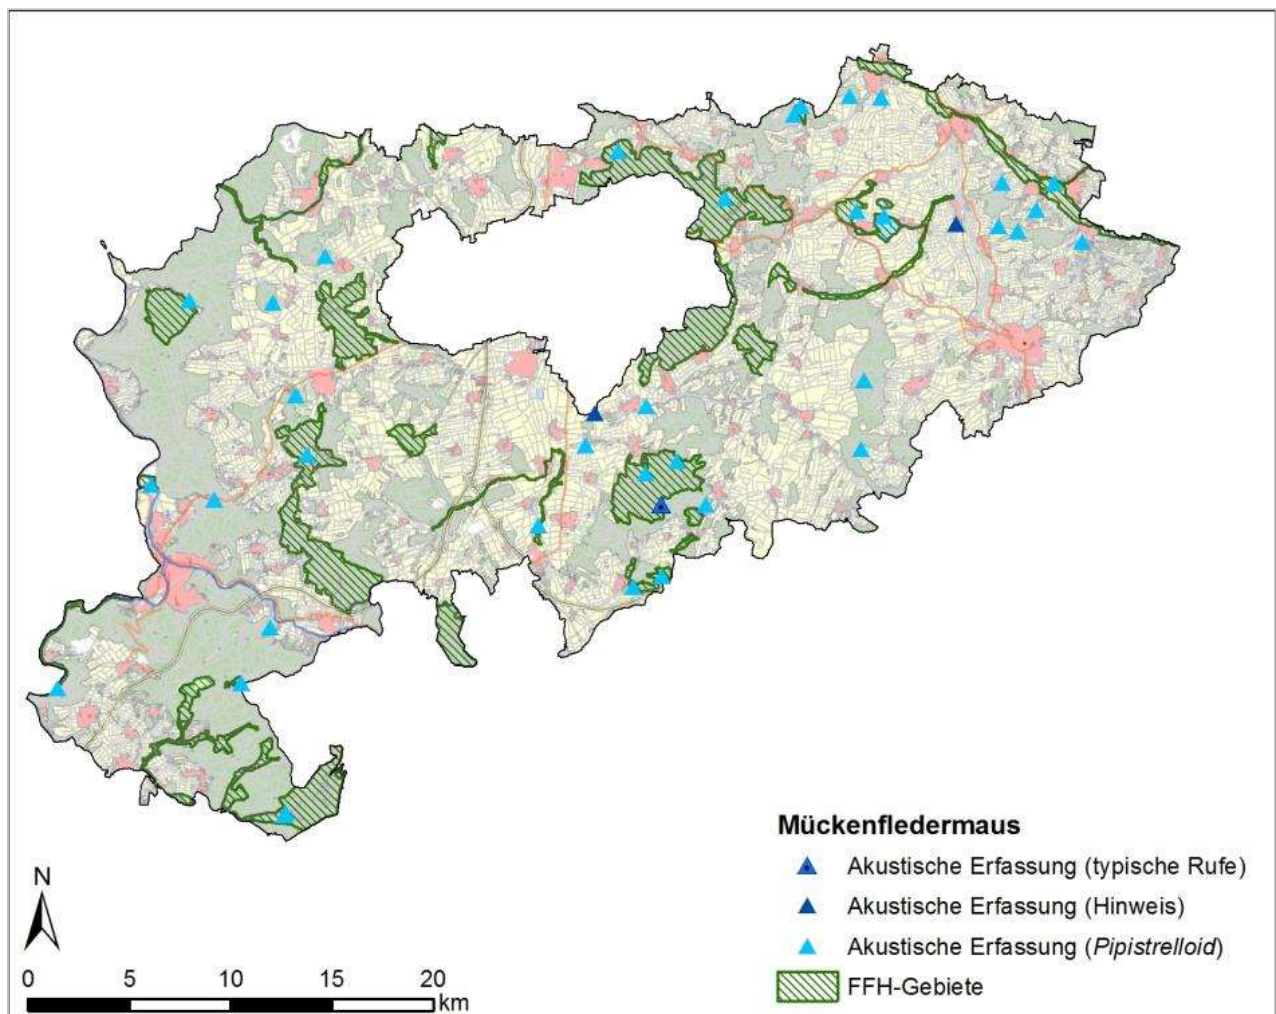 Mückenfledermaus
Akustische Erfassung (typische Rufe)
Akustische Erfassung (Hinweis)
Akustische Erfassung (Pipistrelloid)
FFH-Gebiete
N
0 5 10 15 20
km